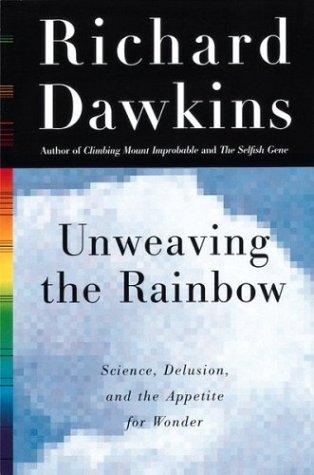 Richard
Dawkins
Author of Climbing Mount Improbable and The Selfish Gene
Unweaving
the Rainbow
Science, Delusion,
and the Appetite
for Wonder